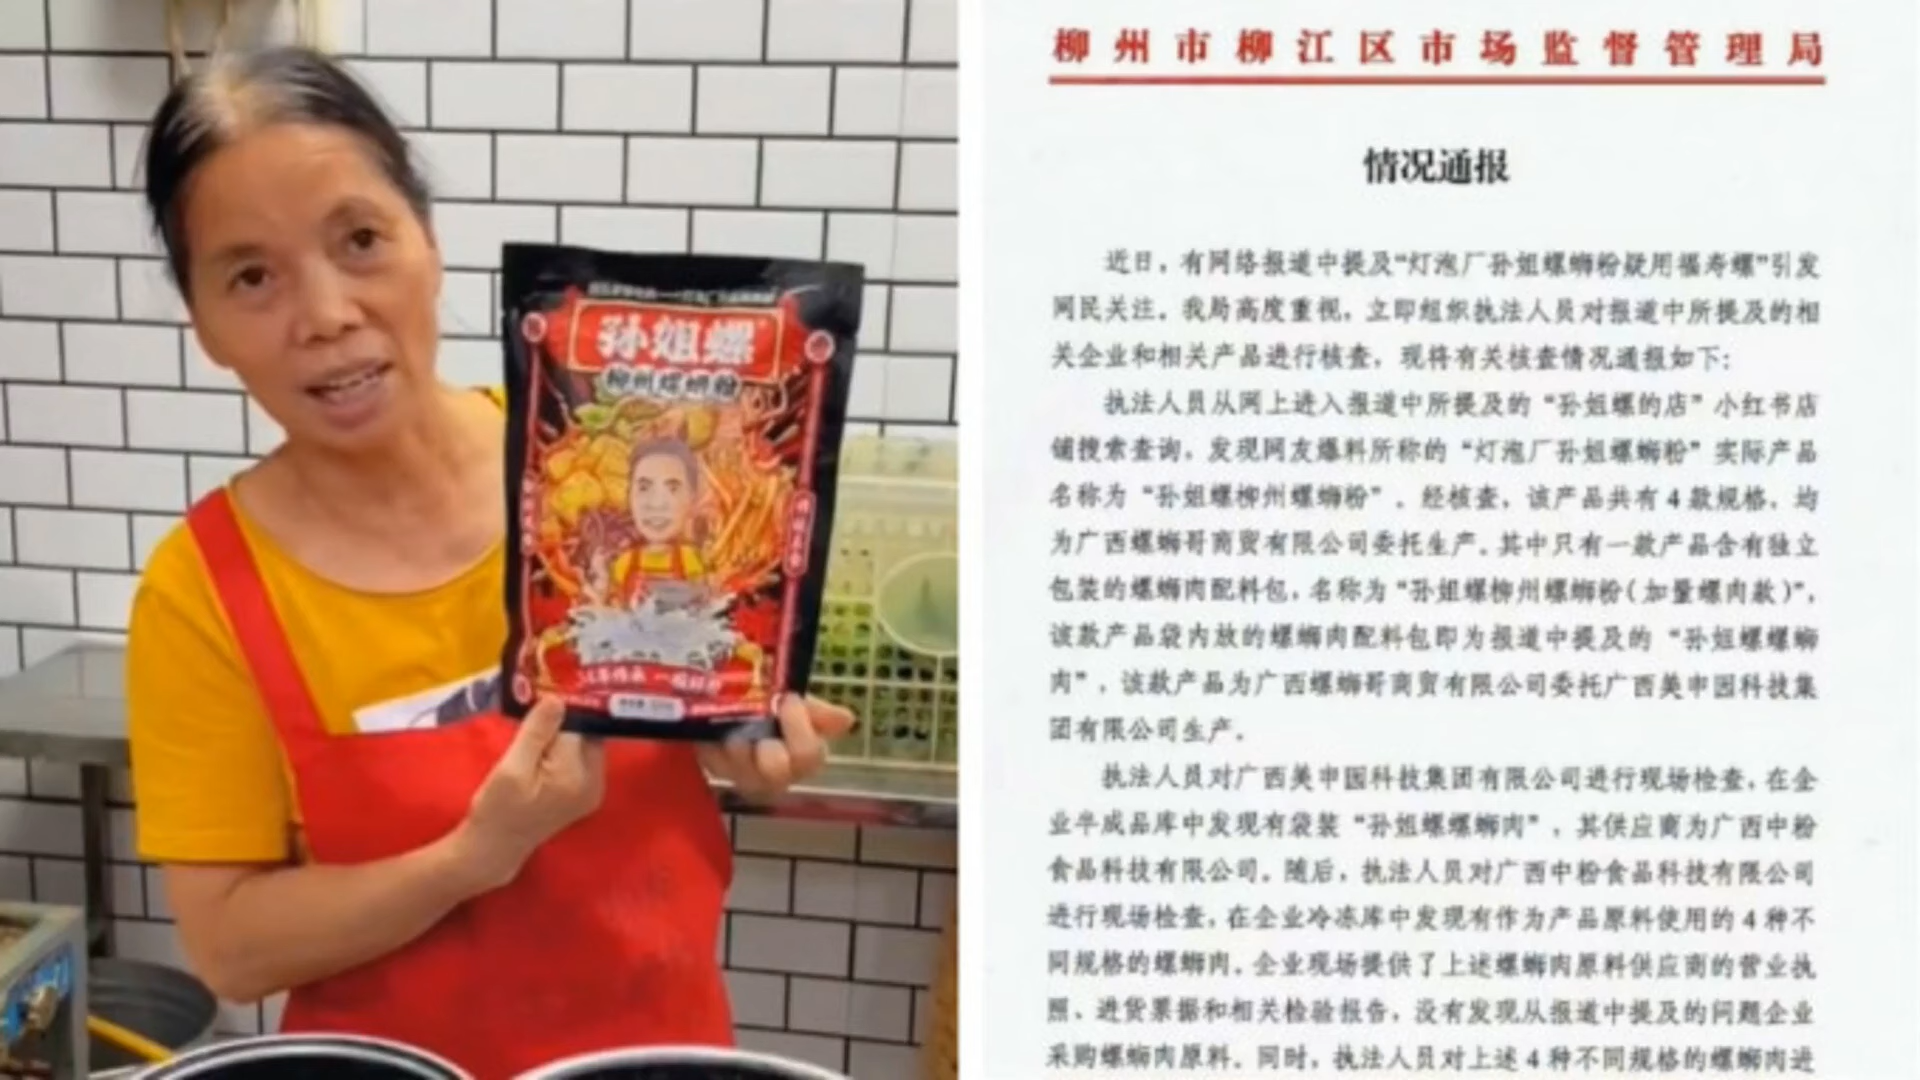 孙姐螺
柳州螺蛳粉
柳州市柳江区市场监督管理局
情况通报
近日，有网络报道中提及“灯泡厂孙姐螺蛳粉疑用福寿螺”引发
网民关注。我局高度重视，立即组织执法人员对报道中所提及的相
关企业和相关产品进行核查，现将有关核查情况通报如下：
执法人员从网上进入报道中所提及的“孙姐螺的店”小红书店
铺搜索查询，发现网友爆料所称的“灯泡厂孙姐螺蛳粉”实际产品
名称为“孙姐螺柳州螺蛳粉”。经核查，该产品共有4款规格，均
为广西螺蛳哥商贸有限公司委托生产。其中只有一款产品含有独立
包装的螺蛳肉配料包，名称为“孙姐螺柳州螺蛳粉（加量螺肉款）”，
该款产品袋内放的螺蛳肉配料包即为报道中提及的“孙姐螺螺蛳
肉”，该款产品为广西螺蛳哥商贸有限公司委托广西美申园科技集
团有限公司生产。
执法人员对广西美申园科技集团有限公司进行现场检查，在企
业半成品库中发现有袋装“孙姐螺螺蛳肉”，其供应商为广西中粉
食品科技有限公司。随后，执法人员对广西中粉食品科技有限公司
进行现场检查，在企业冷冻库中发现有作为产品原料使用的4种不
同规格的螺蛳肉。企业现场提供了上述螺蛳肉原料供应商的营业执
照、进货票据和相关检验报告，没有发现从报道中提及的问题企业
采购螺蛳肉原料。同时，执法人员对上述4种不同规格的螺蛳肉进